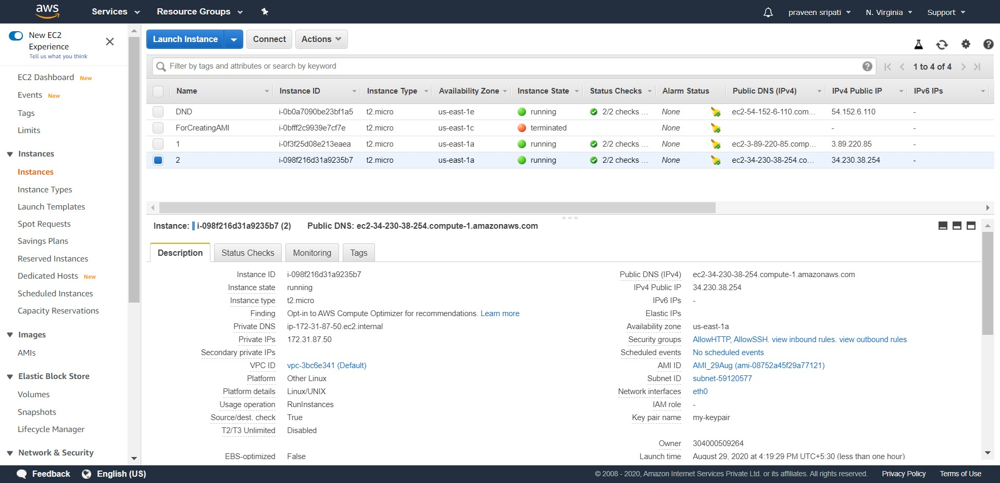 aws Services Resource Groups praveen sripati N. Virginia Support
New EC2
Experience
Tell us what you think
EC2 Dashboard New
Events New
Tags
Limits
Instances
Instances
Instance Types
Launch Templates
Spot Requests
Savings Plans
Reserved Instances
Dedicated Hosts New
Scheduled Instances
Capacity Reservations
Images
AMIs
Elastic Block Store
Volumes
Snapshots
Lifecycle Manager
Network & Security
Launch Instance Connect Actions
Filter by tags and attributes or search by keyword 1 to 4 of 4
Name Instance ID Instance Type Availability Zone Instance State Status Checks Alarm Status Public DNS (IPv4) IPv4 Public IP IPv6 IPs
DND i-0b0a7090be23bf1a5 t2.micro us-east-1e running 2/2 checks ... None ec2-54-152-6-110.com... 54.152.6.110 -
ForCreatingAMI i-0bfff2c9939e7cf7e t2.micro us-east-1c terminated None - -
1 i-0f3f25d08e213eaea t2.micro us-east-1a running 2/2 checks ... None ec2-3-89-220-85.comp... 3.89.220.85 -
2 i-098f216d31a9235b7 t2.micro us-east-1a running 2/2 checks ... None ec2-34-230-38-254.co... 34.230.38.254 -
Instance: i-098f216d31a9235b7 (2) Public DNS: ec2-34-230-38-254.compute-1.amazonaws.com
Description Status Checks Monitoring Tags
Instance ID i-098f216d31a9235b7
Instance state running
Instance type t2.micro
Finding Opt-in to AWS Compute Optimizer for recommendations. Learn more
Private DNS ip-172-31-87-50.ec2.internal
Private IPs 172.31.87.50
Secondary private IPs
VPC ID vpc-3bc6e341 (Default)
Platform Other Linux
Platform details Linux/UNIX
Usage operation RunInstances
Source/dest. check True
T2/T3 Unlimited Disabled
EBS-optimized False
Public DNS (IPv4) ec2-34-230-38-254.compute-1.amazonaws.com
IPv4 Public IP 34.230.38.254
IPv6 IPs -
Elastic IPs
Availability zone us-east-1a
Security groups AllowHTTP, AllowSSH. view inbound rules. view outbound rules
Scheduled events No scheduled events
AMI ID AMI_29Aug (ami-08752a45f29a77121)
Subnet ID subnet-59120577
Network interfaces eth0
IAM role -
Key pair name my-keypair
Owner 304000509264
Launch time August 29, 2020 at 4:19:29 PM UTC+5:30 (less than one hour)
Feedback English (US) © 2008 - 2020, Amazon Internet Services Private Ltd. or its affiliates. All rights reserved. Privacy Policy Terms of Use